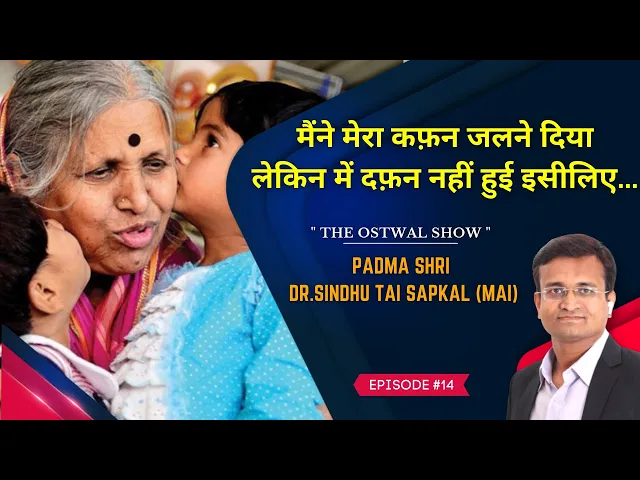 मैंने मेरा कफ़न जलने दिया
लेकिन में दफ़न नहीं हुई इसीलिए...
" THE OSTWAL SHOW "
PADMA SHRI
DR.SINDHU TAI SAPKAL (MAI)
EPISODE #14